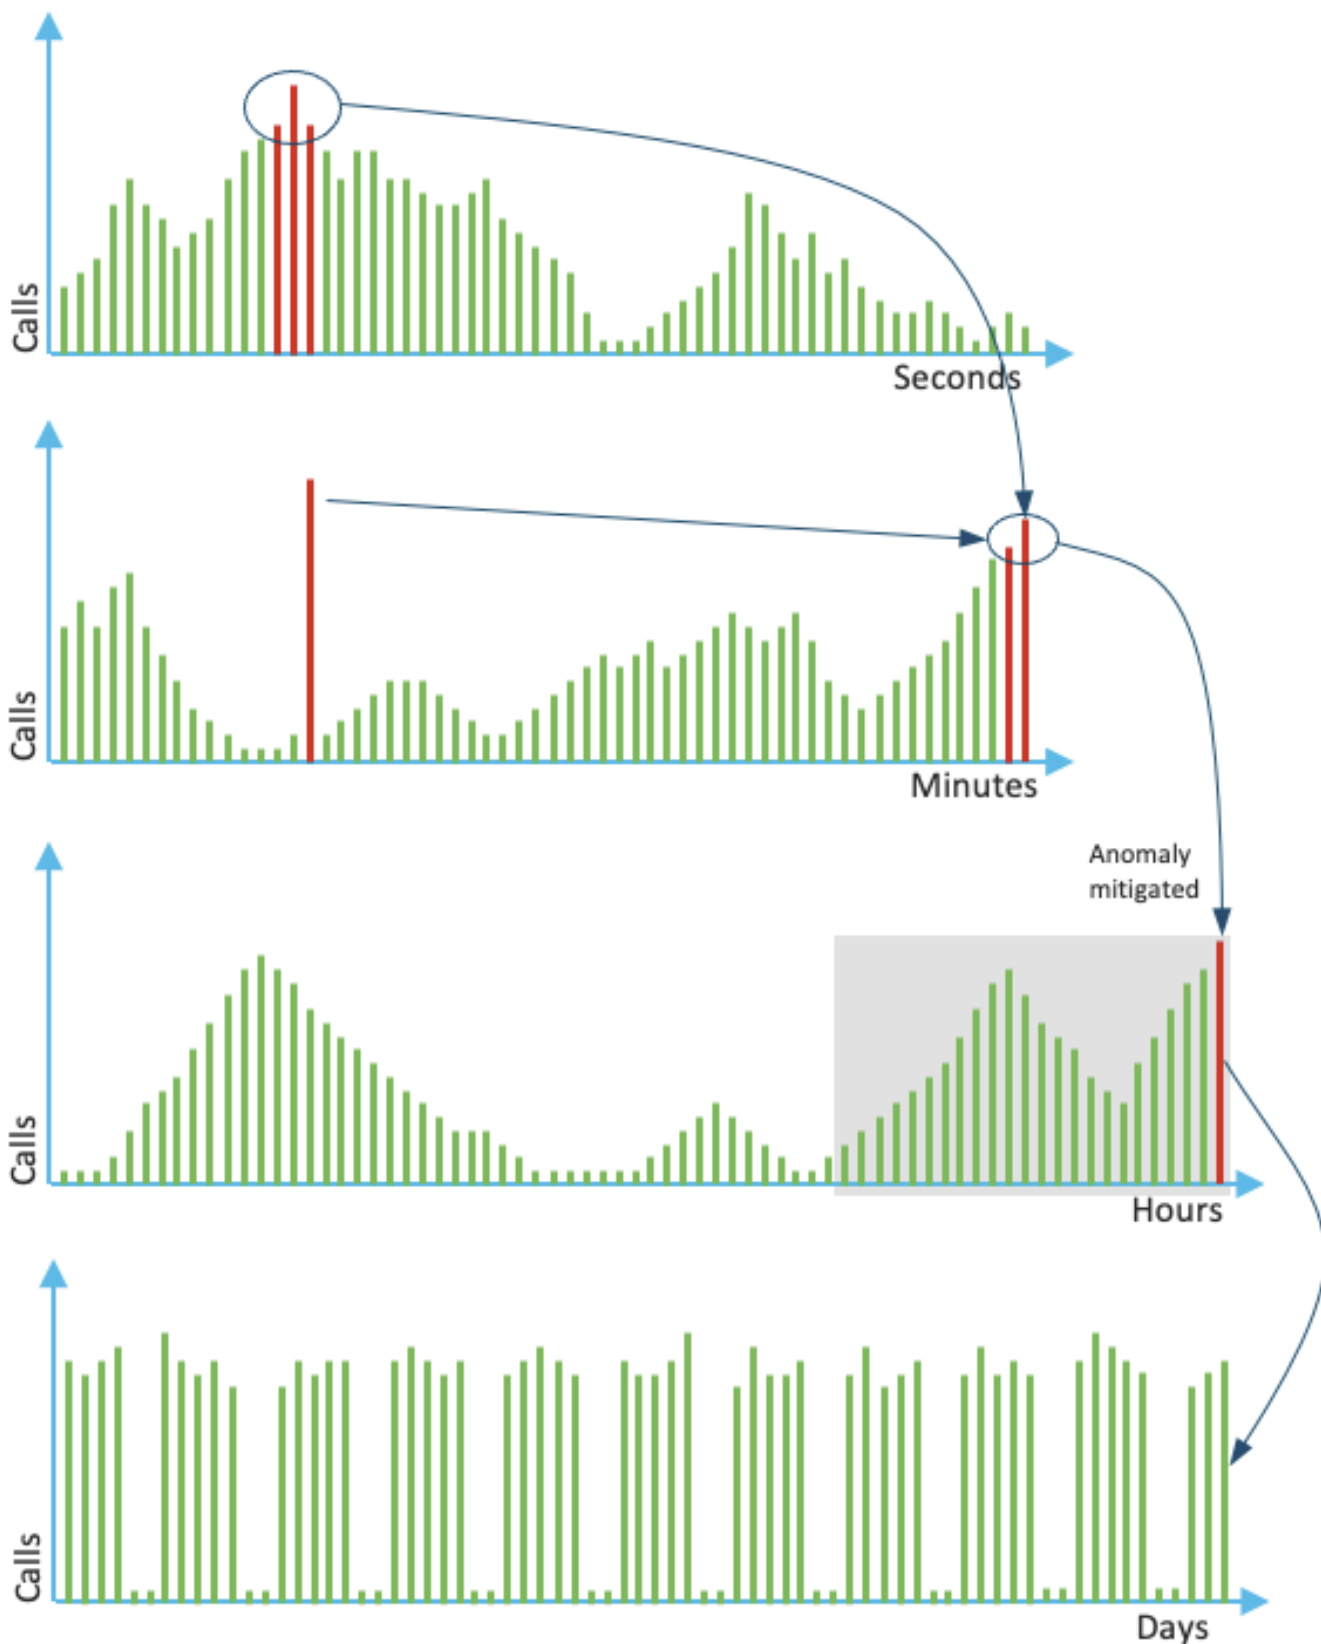 Calls
Seconds
Calls
Minutes
Anomaly
mitigated
Calls
Hours
Calls
Days